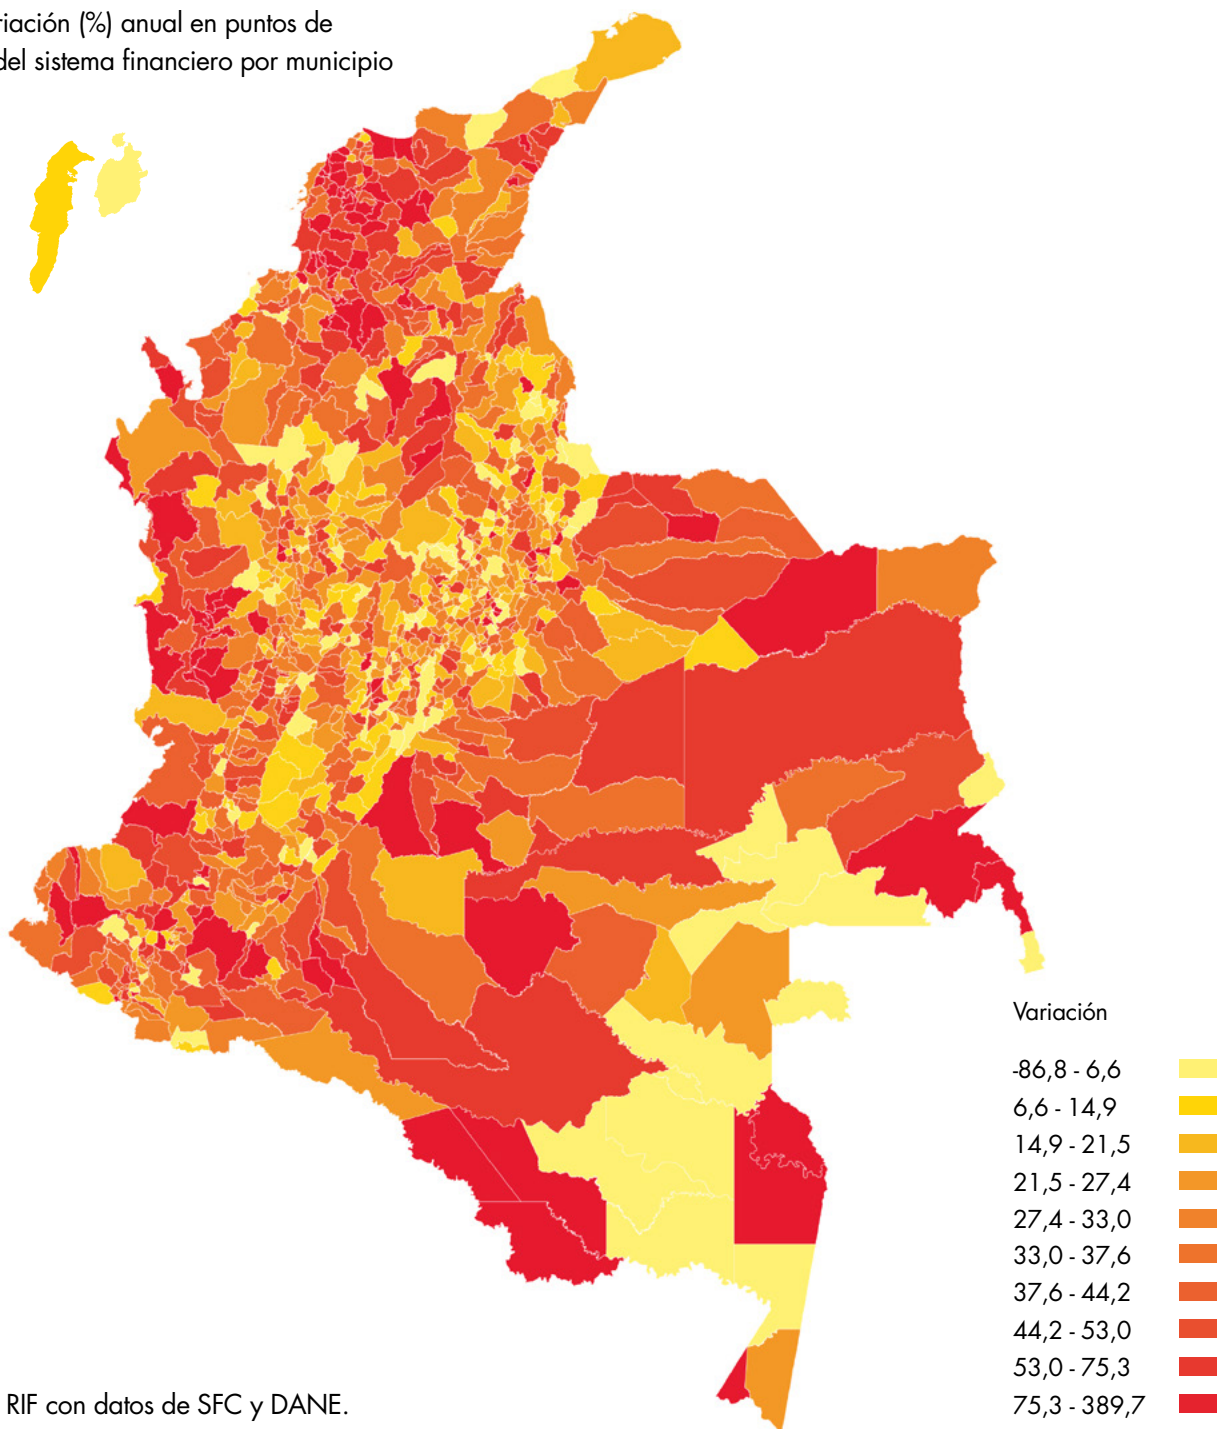 riación (%) anual en puntos de
del sistema financiero por municipio
Variación
-86,8 - 6,6
6,6 - 14,9
14,9 - 21,5
21,5 - 27,4
27,4 - 33,0
33,0 - 37,6
37,6 - 44,2
44,2 - 53,0
53,0 - 75,3
75,3 - 389,7
RIF con datos de SFC y DANE.